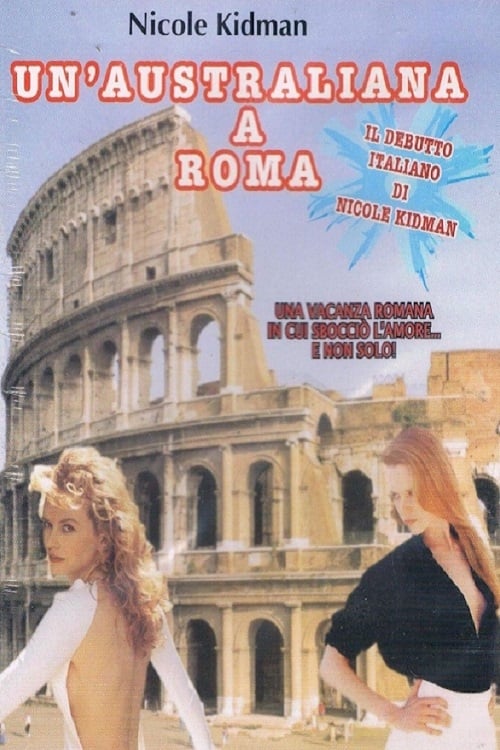 Nicole Kidman
UN'AUSTRALIANA
A
ROMA
IL DEBUTTO
ITALIANO
DI
NICOLE KIDMAN
UNA VACANZA ROMANA
IN CUI SBOCCIÒ L'AMORE...
E NON SOLO!